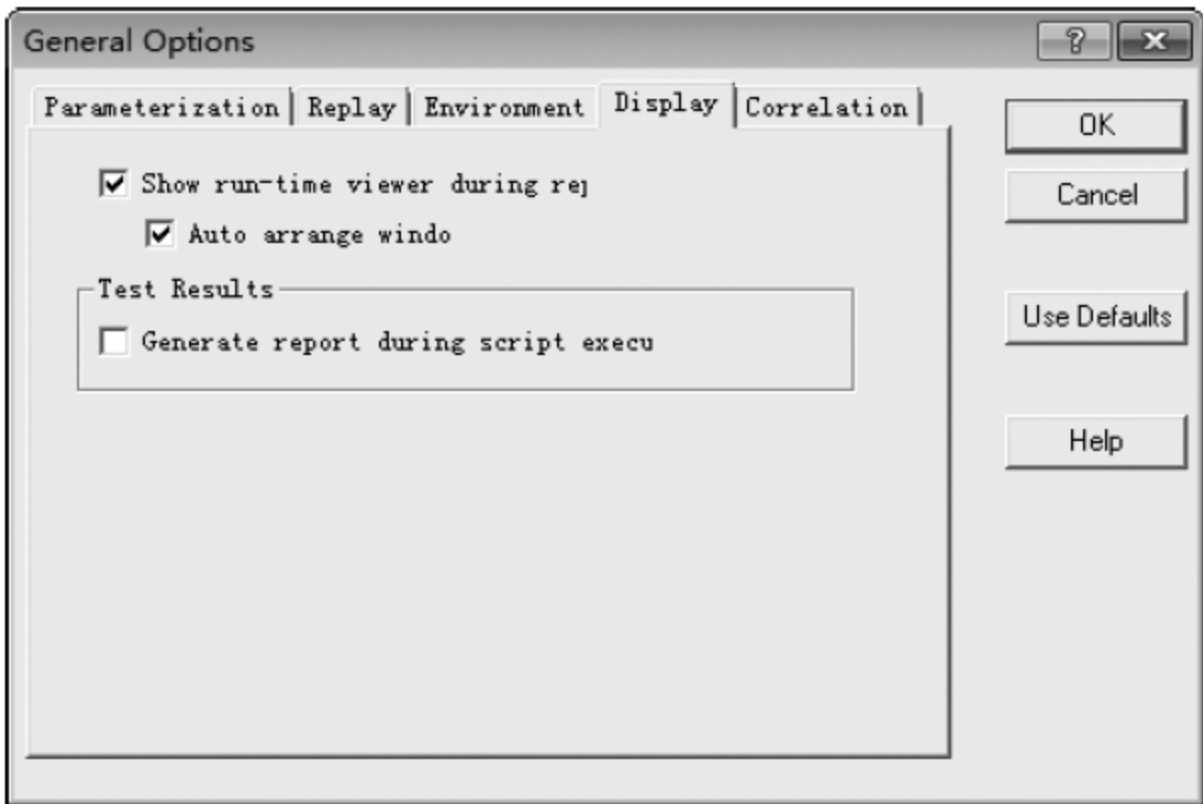 General Options
?
Parameterization Replay Environment Display Correlation
OK
Show run-time viewer during rep
Cancel
Auto arrange windo
Test Results
Generate report during script execu
Use Defaults
Help